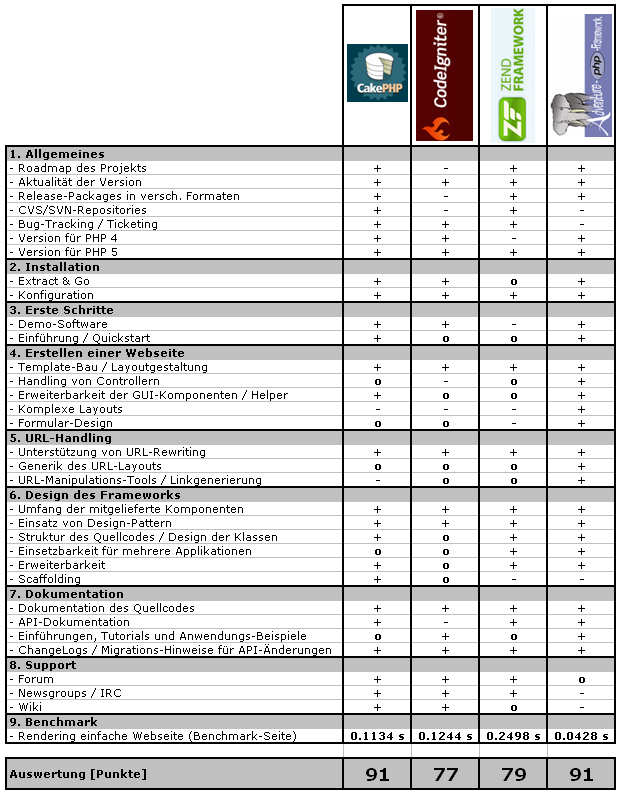 CakePHP
CodeIgniter®
ZEND FRAMEWORK
Adventure-php-Framework
1. Allgemeines
- Roadmap des Projekts + - + +
- Aktualität der Version + + + +
- Release-Packages in versch. Formaten + - + +
- CVS/SVN-Repositories + - + -
- Bug-Tracking / Ticketing + + + -
- Version für PHP 4 + + - +
- Version für PHP 5 + + + +
2. Installation
- Extract & Go + + o +
- Konfiguration + + + +
3. Erste Schritte
- Demo-Software + + - +
- Einführung / Quickstart + o o +
4. Erstellen einer Webseite
- Template-Bau / Layoutgestaltung + + + +
- Handling von Controllern o - o +
- Erweiterbarkeit der GUI-Komponenten / Helper + o o +
- Komplexe Layouts - - - +
- Formular-Design o o - +
5. URL-Handling
- Unterstützung von URL-Rewriting + + + +
- Generik des URL-Layouts o o o +
- URL-Manipulations-Tools / Linkgenerierung - o o +
6. Design des Frameworks
- Umfang der mitgelieferte Komponenten + + + +
- Einsatz von Design-Pattern + + + +
- Struktur des Quellcodes / Design der Klassen + o + +
- Einsetzbarkeit für mehrere Applikationen o o + +
- Erweiterbarkeit + o + +
- Scaffolding + o - -
7. Dokumentation
- Dokumentation des Quellcodes + + + +
- API-Dokumentation + - + +
- Einführungen, Tutorials und Anwendungs-Beispiele o + o +
- ChangeLogs / Migrations-Hinweise für API-Änderungen + + + +
8. Support
- Forum + + + o
- Newsgroups / IRC + + + -
- Wiki + + o -
9. Benchmark
- Rendering einfache Webseite (Benchmark-Seite) 0.1134 s 0.1244 s 0.2498 s 0.0428 s
Auswertung [Punkte] 91 77 79 91